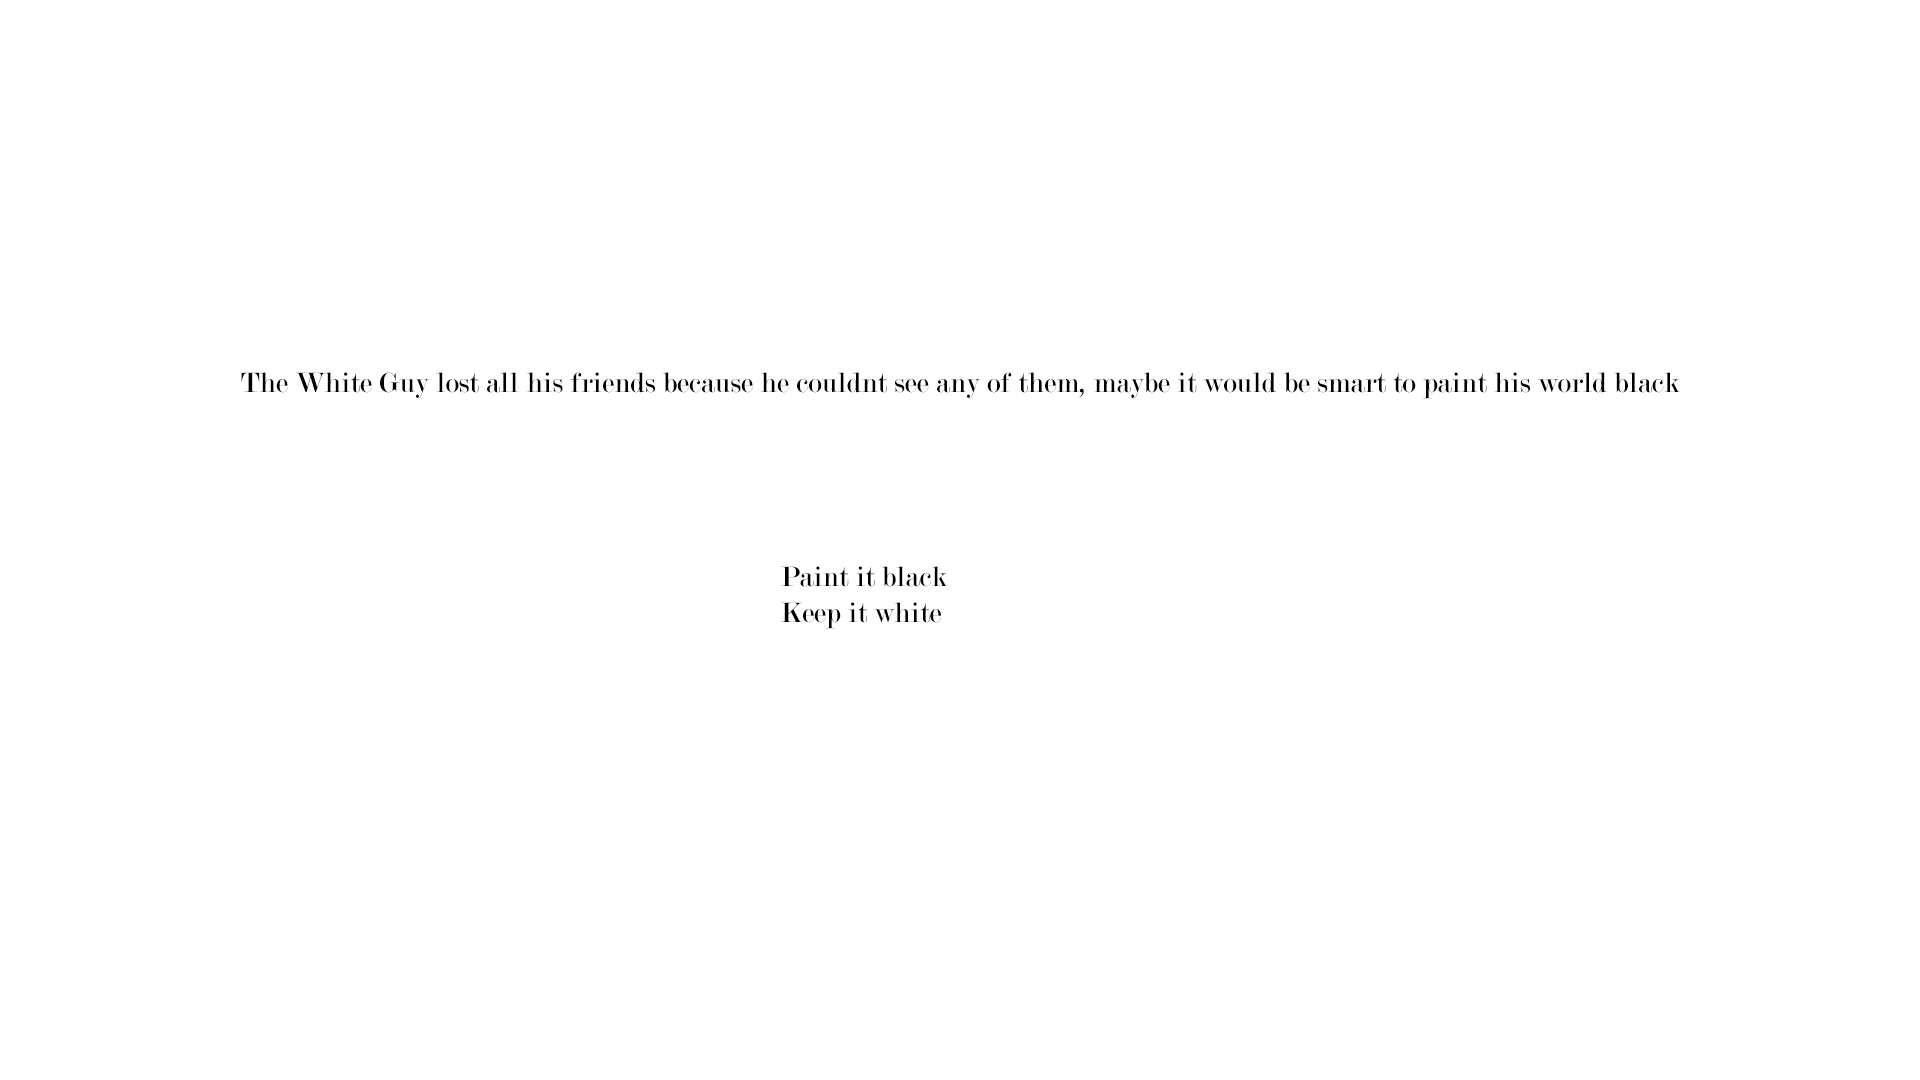 The White Guy lost all his friends because he couldnt see any of them, maybe it would be smart to paint his world black
Paint it black
Keep it white